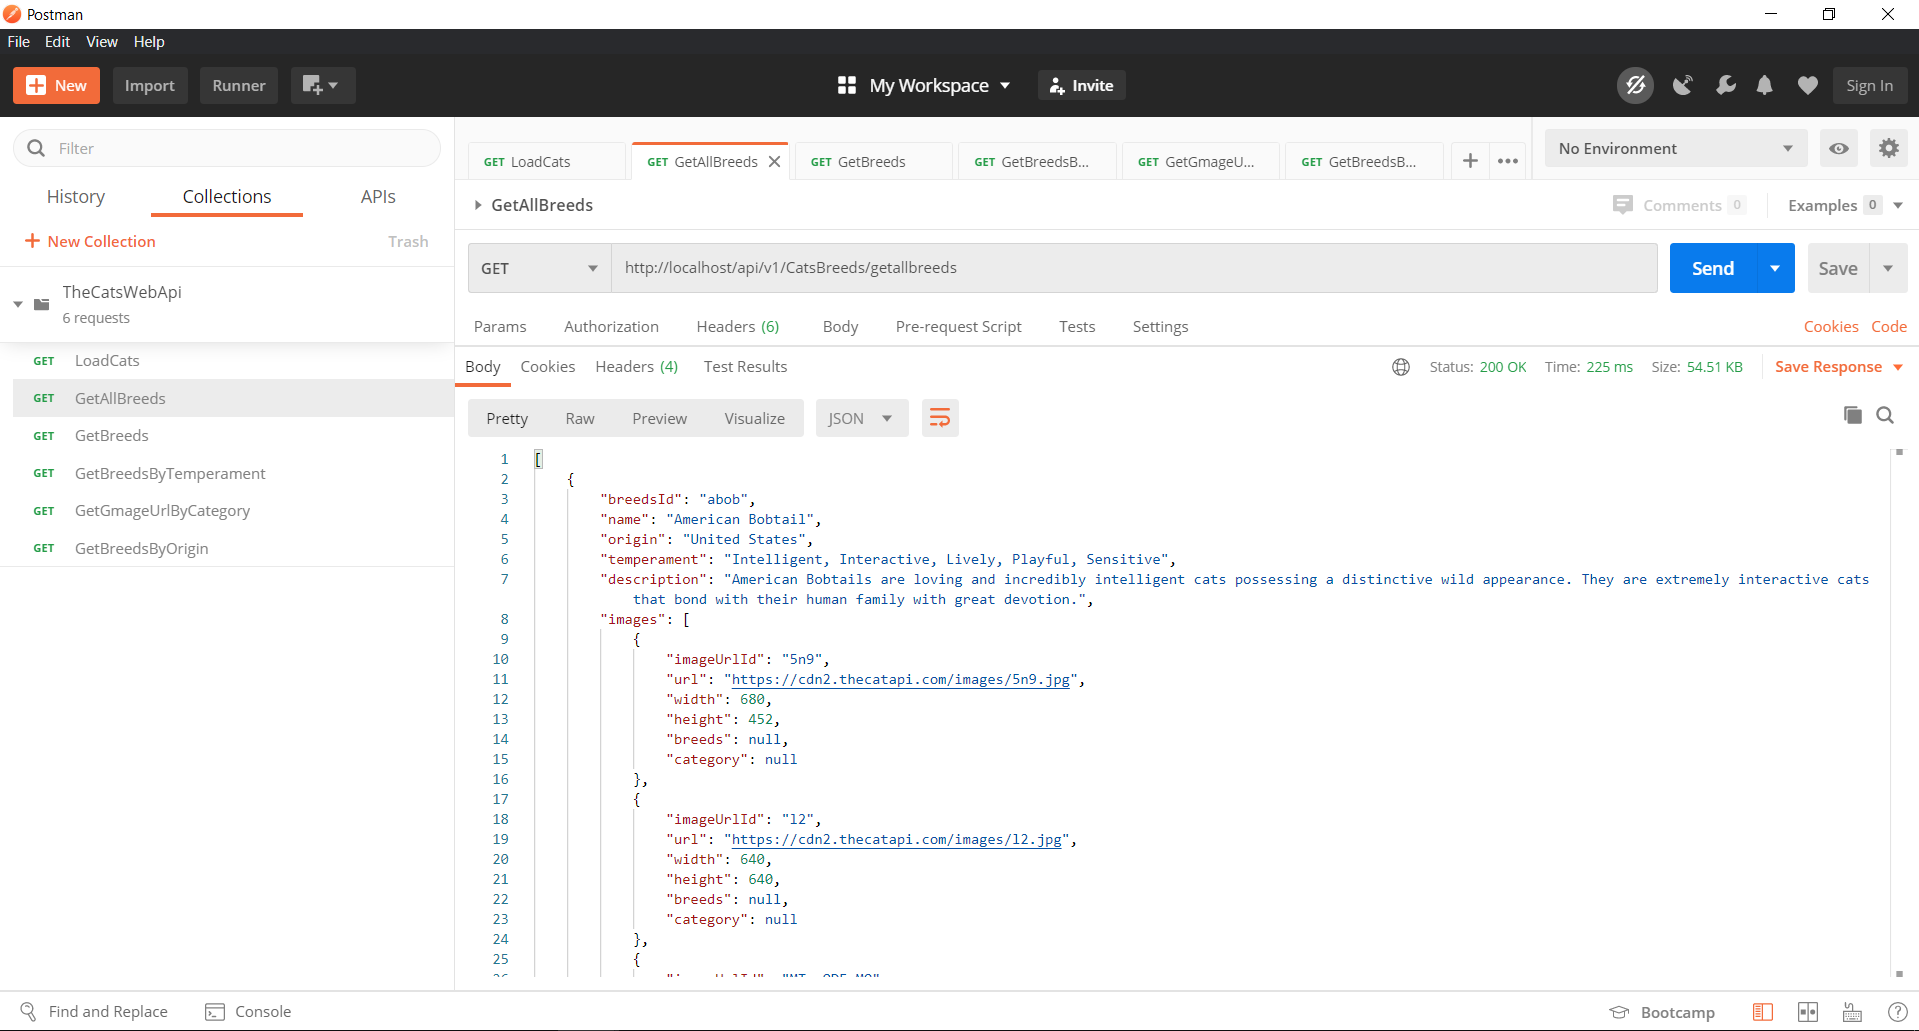 Postman
File Edit View Help
New Import Runner My Workspace Invite Sign In
Filter
History Collections APIs
New Collection Trash
TheCatsWebApi
6 requests
GET LoadCats
GET GetAllBreeds
GET GetBreeds
GET GetBreedsByTemperament
GET GetGmageUrlByCategory
GET GetBreedsByOrigin
GET LoadCats GET GetAllBreeds GET GetBreeds GET GetBreedsB... GET GetGmageU... GET GetBreedsB... No Environment
GetAllBreeds Comments 0 Examples 0
GET http://localhost/api/v1/CatsBreeds/getallbreeds Send Save
Params Authorization Headers (6) Body Pre-request Script Tests Settings Cookies Code
Body Cookies Headers (4) Test Results Status: 200 OK Time: 225 ms Size: 54.51 KB Save Response
Pretty Raw Preview Visualize JSON
1 [
2 {
3 "breedsId": "abob",
4 "name": "American Bobtail",
5 "origin": "United States",
6 "temperament": "Intelligent, Interactive, Lively, Playful, Sensitive",
7 "description": "American Bobtails are loving and incredibly intelligent cats possessing a distinctive wild appearance. They are extremely interactive cats
that bond with their human family with great devotion.",
8 "images": [
9 {
10 "imageUrlId": "5n9",
11 "url": "https://cdn2.thecatapi.com/images/5n9.jpg",
12 "width": 680,
13 "height": 452,
14 "breeds": null,
15 "category": null
16 },
17 {
18 "imageUrlId": "l2",
19 "url": "https://cdn2.thecatapi.com/images/l2.jpg",
20 "width": 640,
21 "height": 640,
22 "breeds": null,
23 "category": null
24 },
25 {
Find and Replace Console Bootcamp